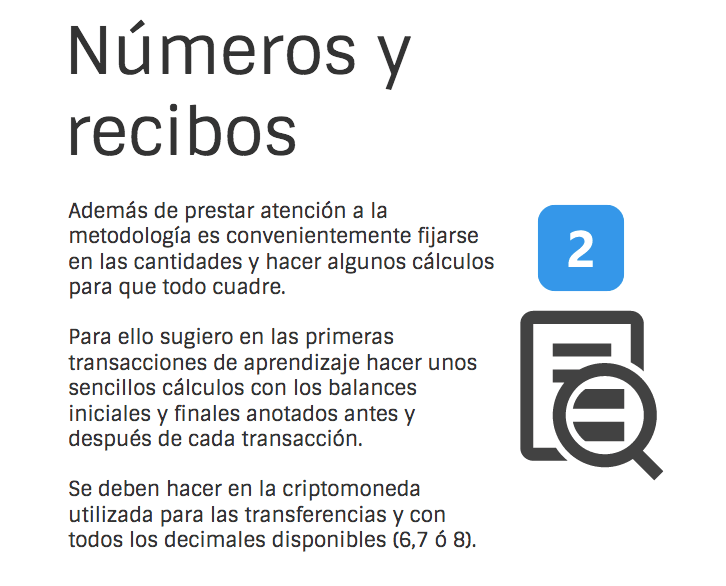 Números y
recibos
Además de prestar atención a la
metodología es convenientemente fijarse
en las cantidades y hacer algunos cálculos
para que todo cuadre.
2
Para ello sugiero en las primeras
transacciones de aprendizaje hacer unos
sencillos cálculos con los balances
iniciales y finales anotados antes y
después de cada transacción.
Se deben hacer en la criptomoneda
utilizada para las transferencias y con
todos los decimales disponibles (6,7 ó 8).